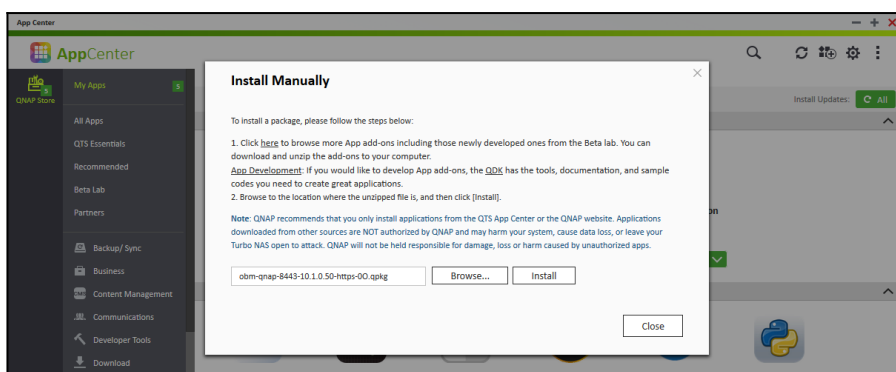 App Center
AppCenter
5
QNAP Store
My Apps 5
Install Updates: All
All Apps
QTS Essentials
Recommended
Beta Lab
Partners
Backup/ Sync
Business
Content Management
Communications
Developer Tools
Download
Install Manually
To install a package, please follow the steps below:
1. Click here to browse more App add-ons including those newly developed ones from the Beta lab. You can
download and unzip the add-ons to your computer.
App Development: If you would like to develop App add-ons, the QDK has the tools, documentation, and sample
codes you need to create great applications.
2. Browse to the location where the unzipped file is, and then click [Install].
Note: QNAP recommends that you only install applications from the QTS App Center or the QNAP website. Applications
downloaded from other sources are NOT authorized by QNAP and may harm your system, cause data loss, or leave your
Turbo NAS open to attack. QNAP will not be held responsible for damage, loss or harm caused by unauthorized apps.
obm-qnap-8443-10.1.0.50-https-0O.qpkg Browse... Install
Close
on